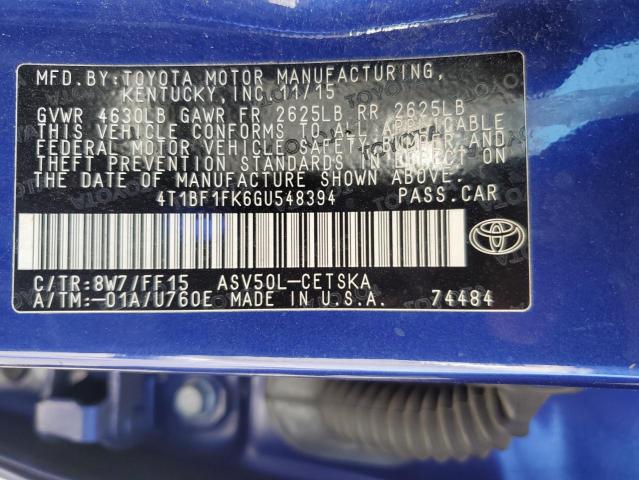 MFD.BY:TOYOTA MOTOR MANUFACTURING,
KENTUCKY, INC. 11/15
GVWR 4630LB GAWR FR 2625LB RR 2625LB
THIS VEHICLE CONFORMS TO ALL APPLICABLE
FEDERAL MOTOR VEHICLE SAFETY, BUMPER, AND
THEFT PREVENTION STANDARDS IN EFFECT ON
THE DATE OF MANUFACTURE SHOWN ABOVE.
4T1BF1FK6GU548394 PASS.CAR
C/TR:8W7/FF15 ASV50L-CETSKA
A/TM:-01A/U760E MADE IN U.S.A. 74484